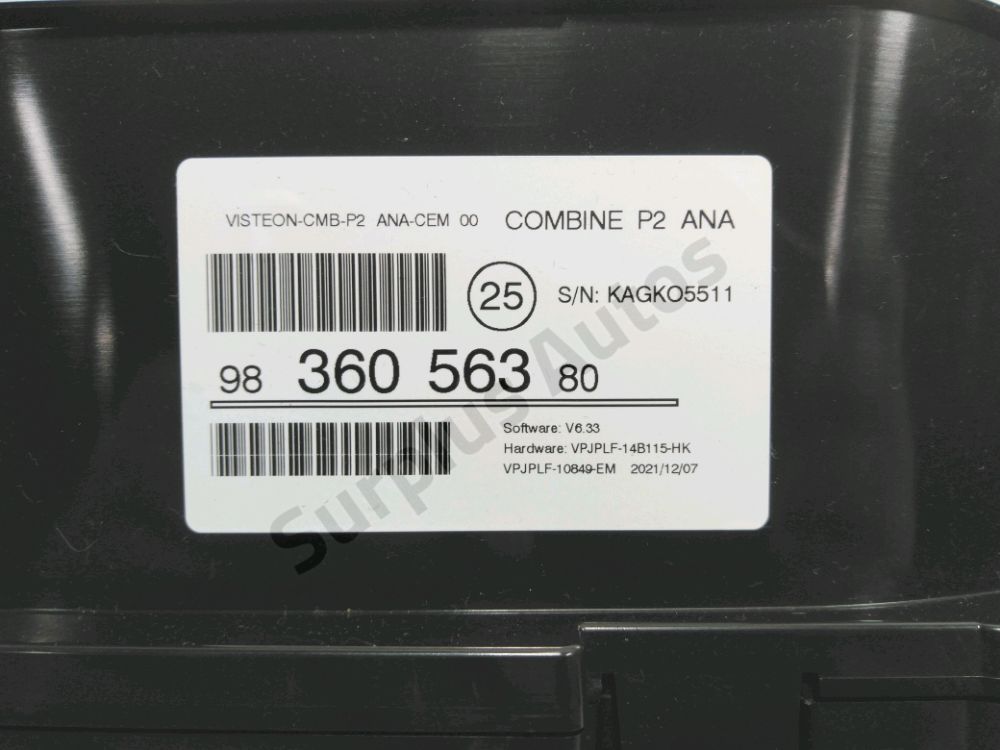 VISTEON-CMB-P2 ANA-CEM 00 COMBINE P2 ANA
25 S/N: KAGKO5511
98 360 563 80
Software: V6.33
Hardware: VPJPLF-14B115-HK
VPJPLF-10849-EM 2021/12/07
Surplus Autos